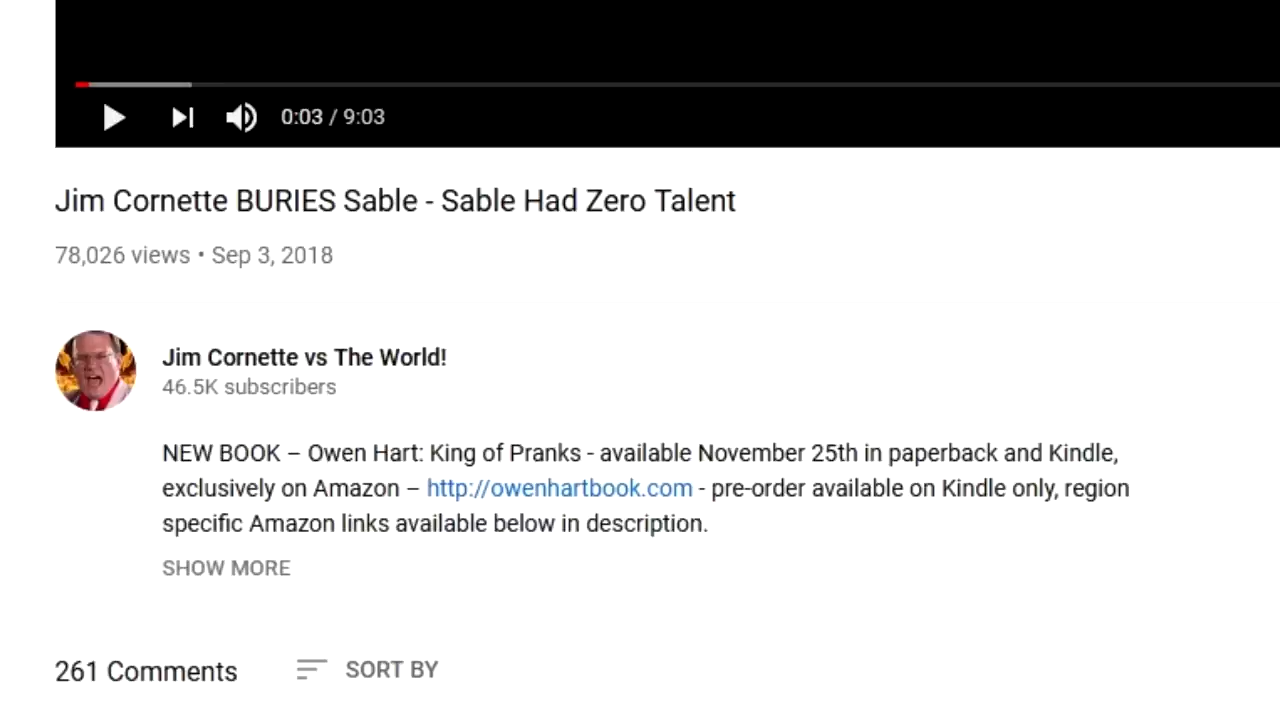 0:03 / 9:03
Jim Cornette BURIES Sable - Sable Had Zero Talent
78,026 views • Sep 3, 2018
Jim Cornette vs The World!
46.5K subscribers
NEW BOOK – Owen Hart: King of Pranks - available November 25th in paperback and Kindle,
exclusively on Amazon – http://owenhartbook.com - pre-order available on Kindle only, region
specific Amazon links available below in description.
SHOW MORE
261 Comments SORT BY